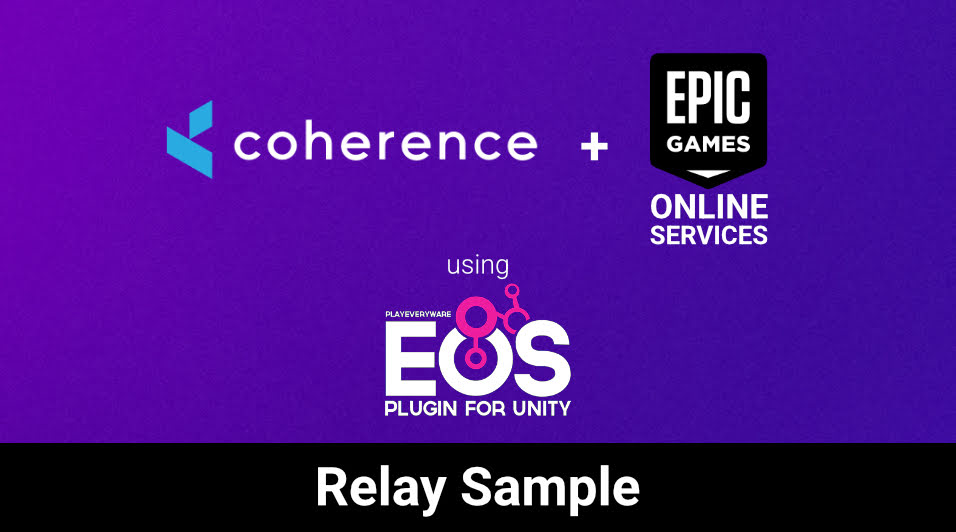 coherence +
EPIC
GAMES
ONLINE
SERVICES
using
PLAYEVERYWARE
EOS
PLUGIN FOR UNITY
Relay Sample